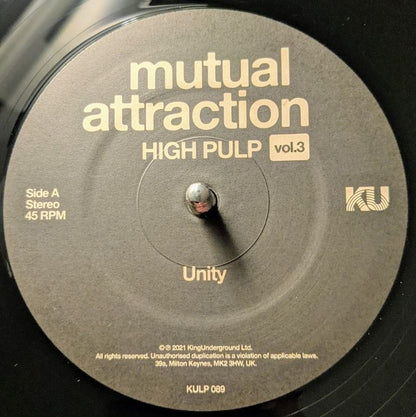 mutual
attraction
HIGH PULP vol.3
Side A
Stereo
45 RPM
KU
Unity
©℗ 2021 KingUnderground Ltd.
All rights reserved. Unauthorised duplication is a violation of applicable laws.
39a, Milton Keynes, MK2 3HW, UK.
KULP 089